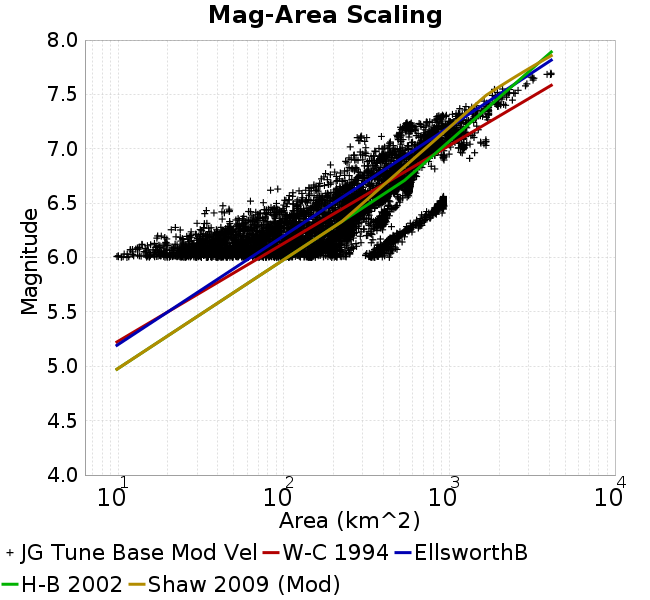 Mag-Area Scaling
8.0
7.5
7.0
6.5
6.0
5.5
5.0
4.5
4.0
Magnitude
10^1 10^2 10^3 10^4
Area (km^2)
JG Tune Base Mod Vel W-C 1994 EllsworthB
H-B 2002 Shaw 2009 (Mod)